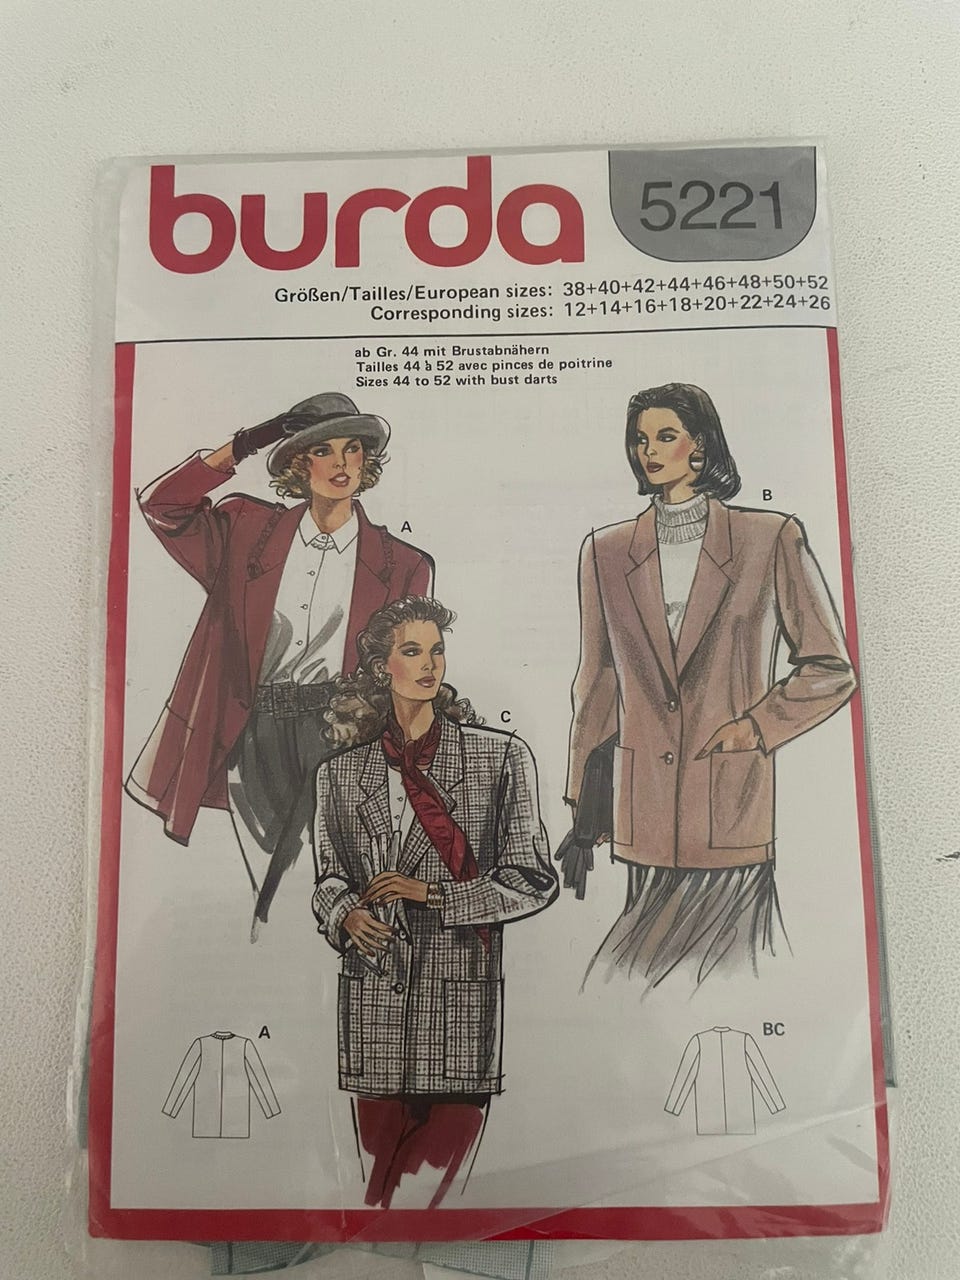 burda
5221
Größen/Tailles/European sizes: 38+40+42+44+46+48+50+52
Corresponding sizes: 12+14+16+18+20+22+24+26
ab Gr. 44 mit Brustabnähern
Tailles 44 à 52 avec pinces de poitrine
Sizes 44 to 52 with bust darts
A
B
C
A
BC